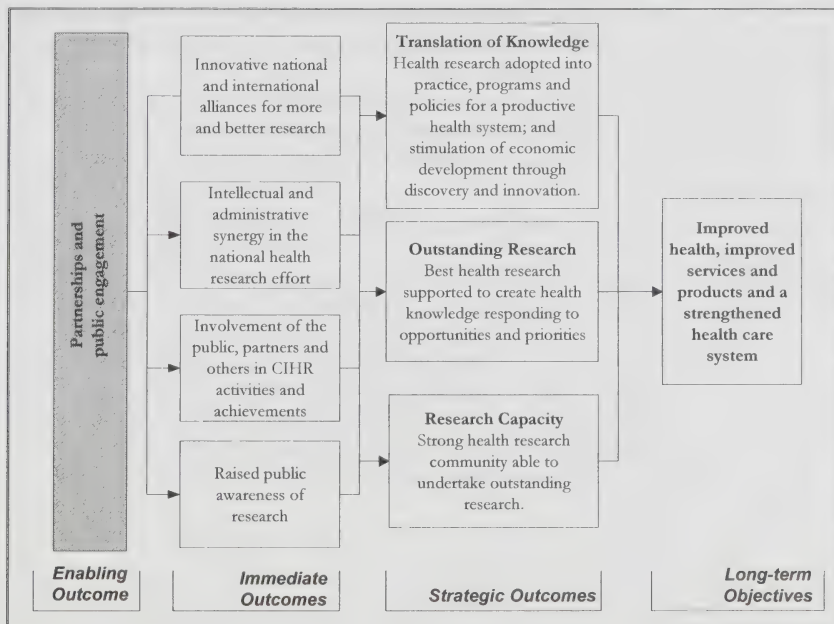 Partnerships and
public engagement
Innovative national
and international
alliances for more
and better research
Intellectual and
administrative
synergy in the
national health
research effort
Involvement of the
public, partners and
others in CIHR
activities and
achievements
Raised public
awareness of
research
Translation of Knowledge
Health research adopted into
practice, programs and
policies for a productive
health system; and
stimulation of economic
development through
discovery and innovation.
Outstanding Research
Best health research
supported to create health
knowledge responding to
opportunities and priorities
Research Capacity
Strong health research
community able to
undertake outstanding
research.
Improved
health, improved
services and
products and a
strengthened
health care
system
Enabling
Outcome
Immediate
Outcomes
Strategic Outcomes
Long-term
Objectives